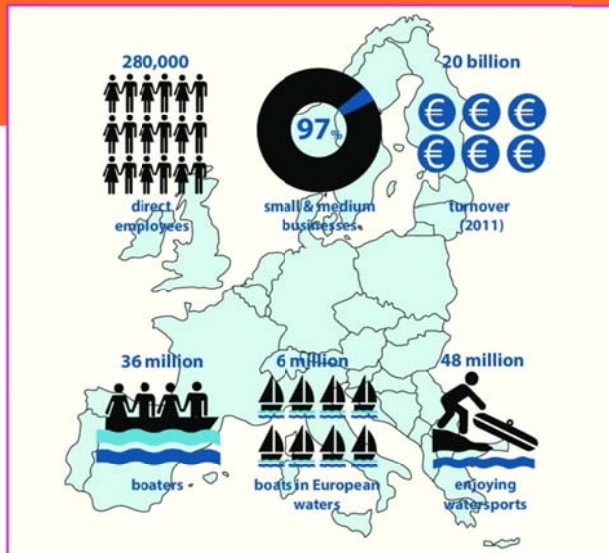 280,000
direct
employees
97%
small & medium
businesses
20 billion
€ € €
€ € €
turnover
(2011)
36 million
boaters
6 million
boats in European
waters
48 million
enjoying
watersports